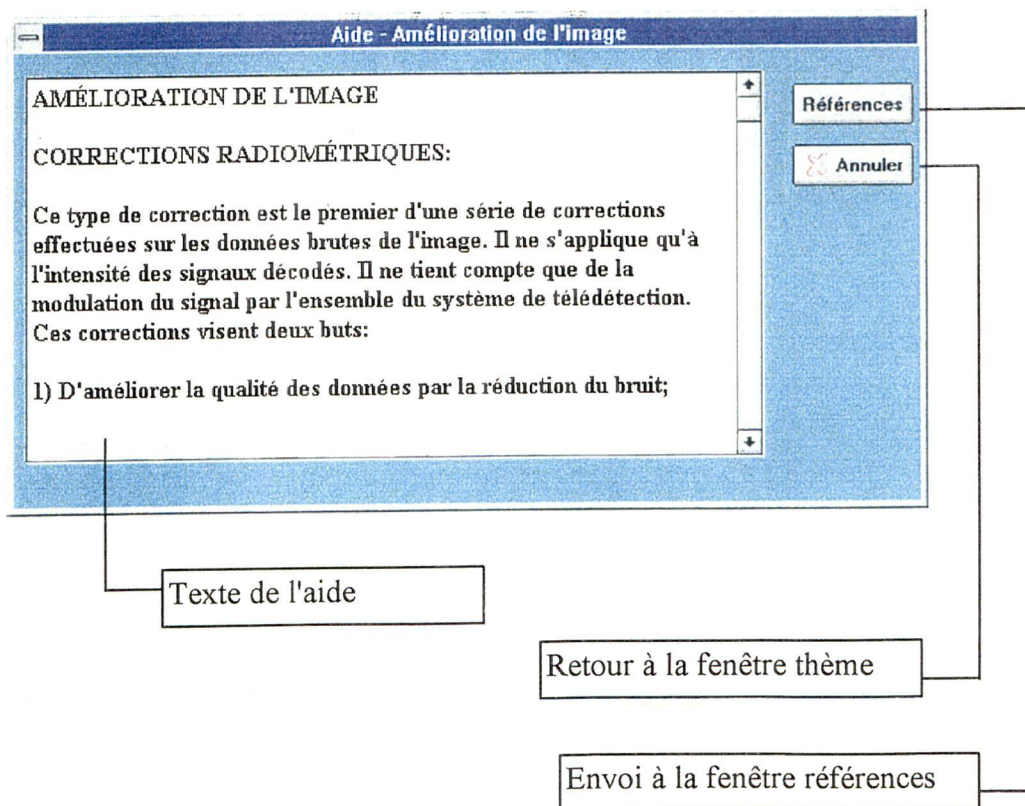 Aide - Amélioration de l'image
AMÉLIORATION DE L'IMAGE
CORRECTIONS RADIOMÉTRIQUES:
Ce type de correction est le premier d'une série de corrections
effectuées sur les données brutes de l'image. Il ne s'applique qu'à
l'intensité des signaux décodés. Il ne tient compte que de la
modulation du signal par l'ensemble du système de télédétection.
Ces corrections visent deux buts:
1) D'améliorer la qualité des données par la réduction du bruit;
Références
Annuler
Texte de l'aide
Retour à la fenêtre thème
Envoi à la fenêtre références